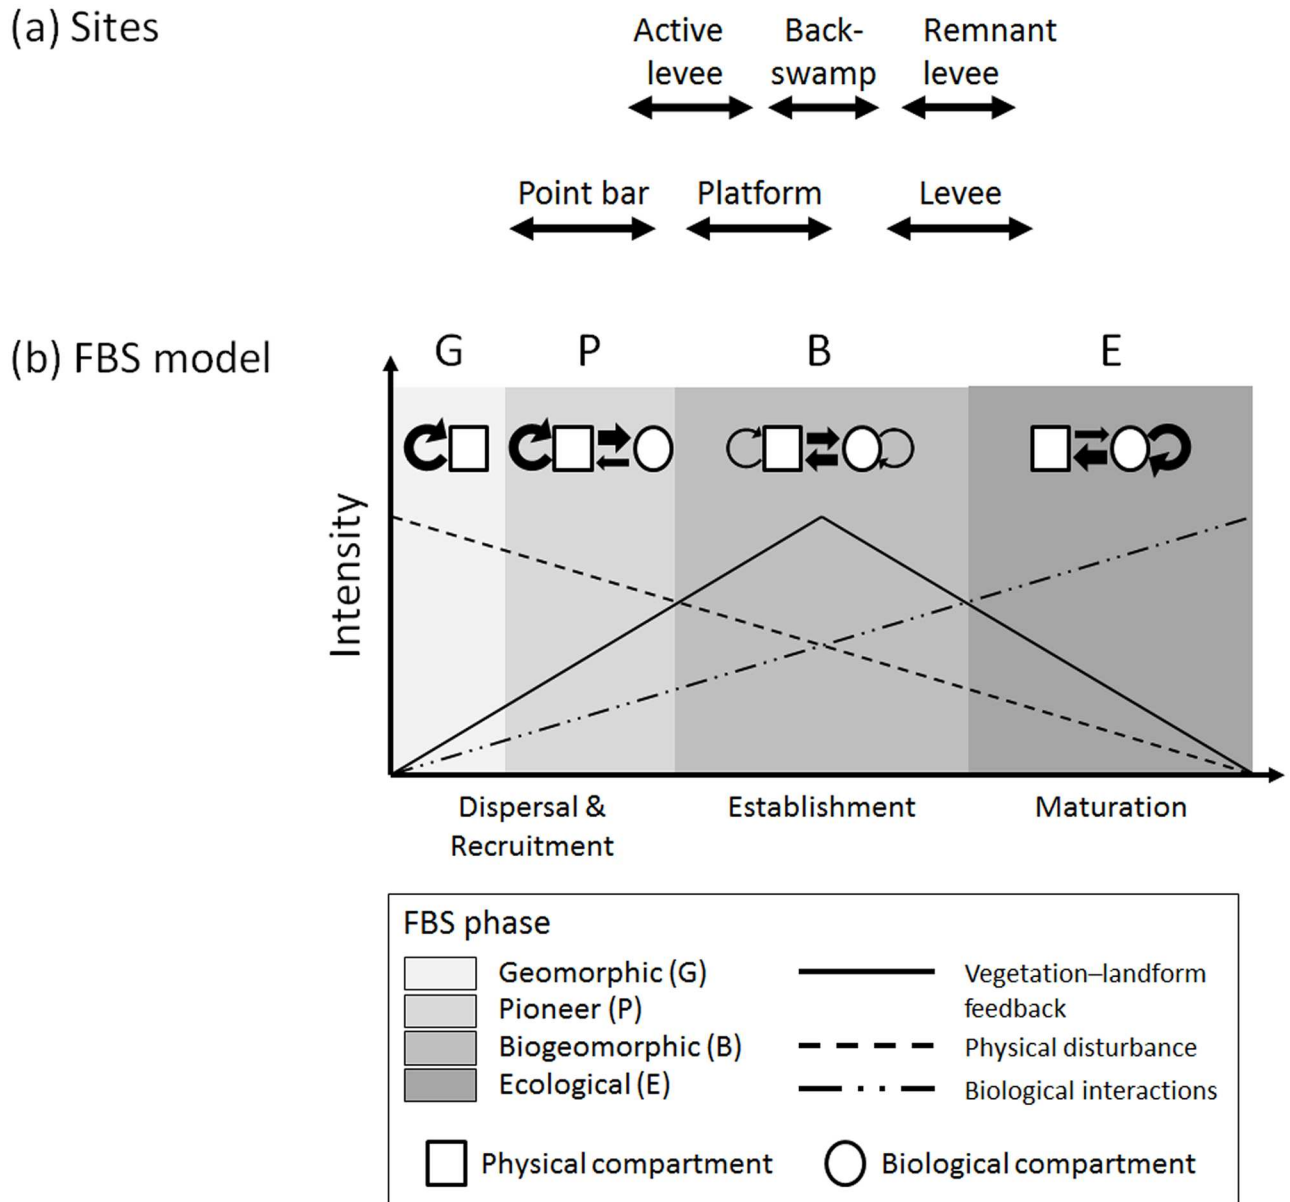 (a) Sites
Active
levee
Back-
swamp
Remnant
levee
Point bar
Platform
Levee
(b) FBS model
G
P
B
E
Intensity
Dispersal &
Recruitment
Establishment
Maturation
FBS phase
Geomorphic (G)
Pioneer (P)
Biogeomorphic (B)
Ecological (E)
Vegetation–landform
feedback
Physical disturbance
Biological interactions
Physical compartment
Biological compartment